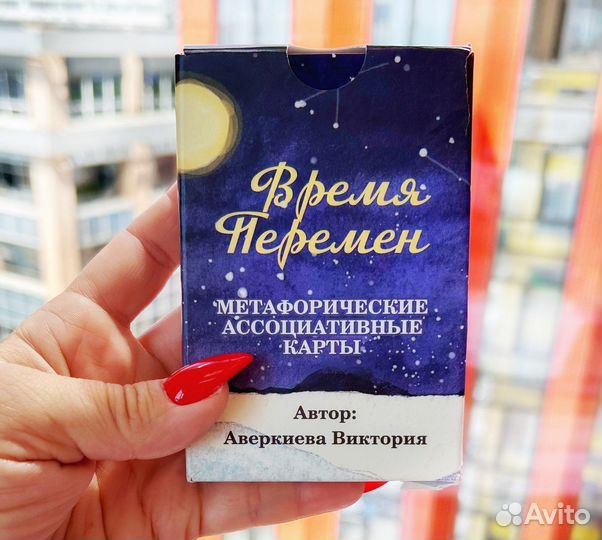 Время
Перемен
МЕТАФОРИЧЕСКИЕ
АССОЦИАТИВНЫЕ
КАРТЫ
Автор:
Аверкиева Виктория
Avito